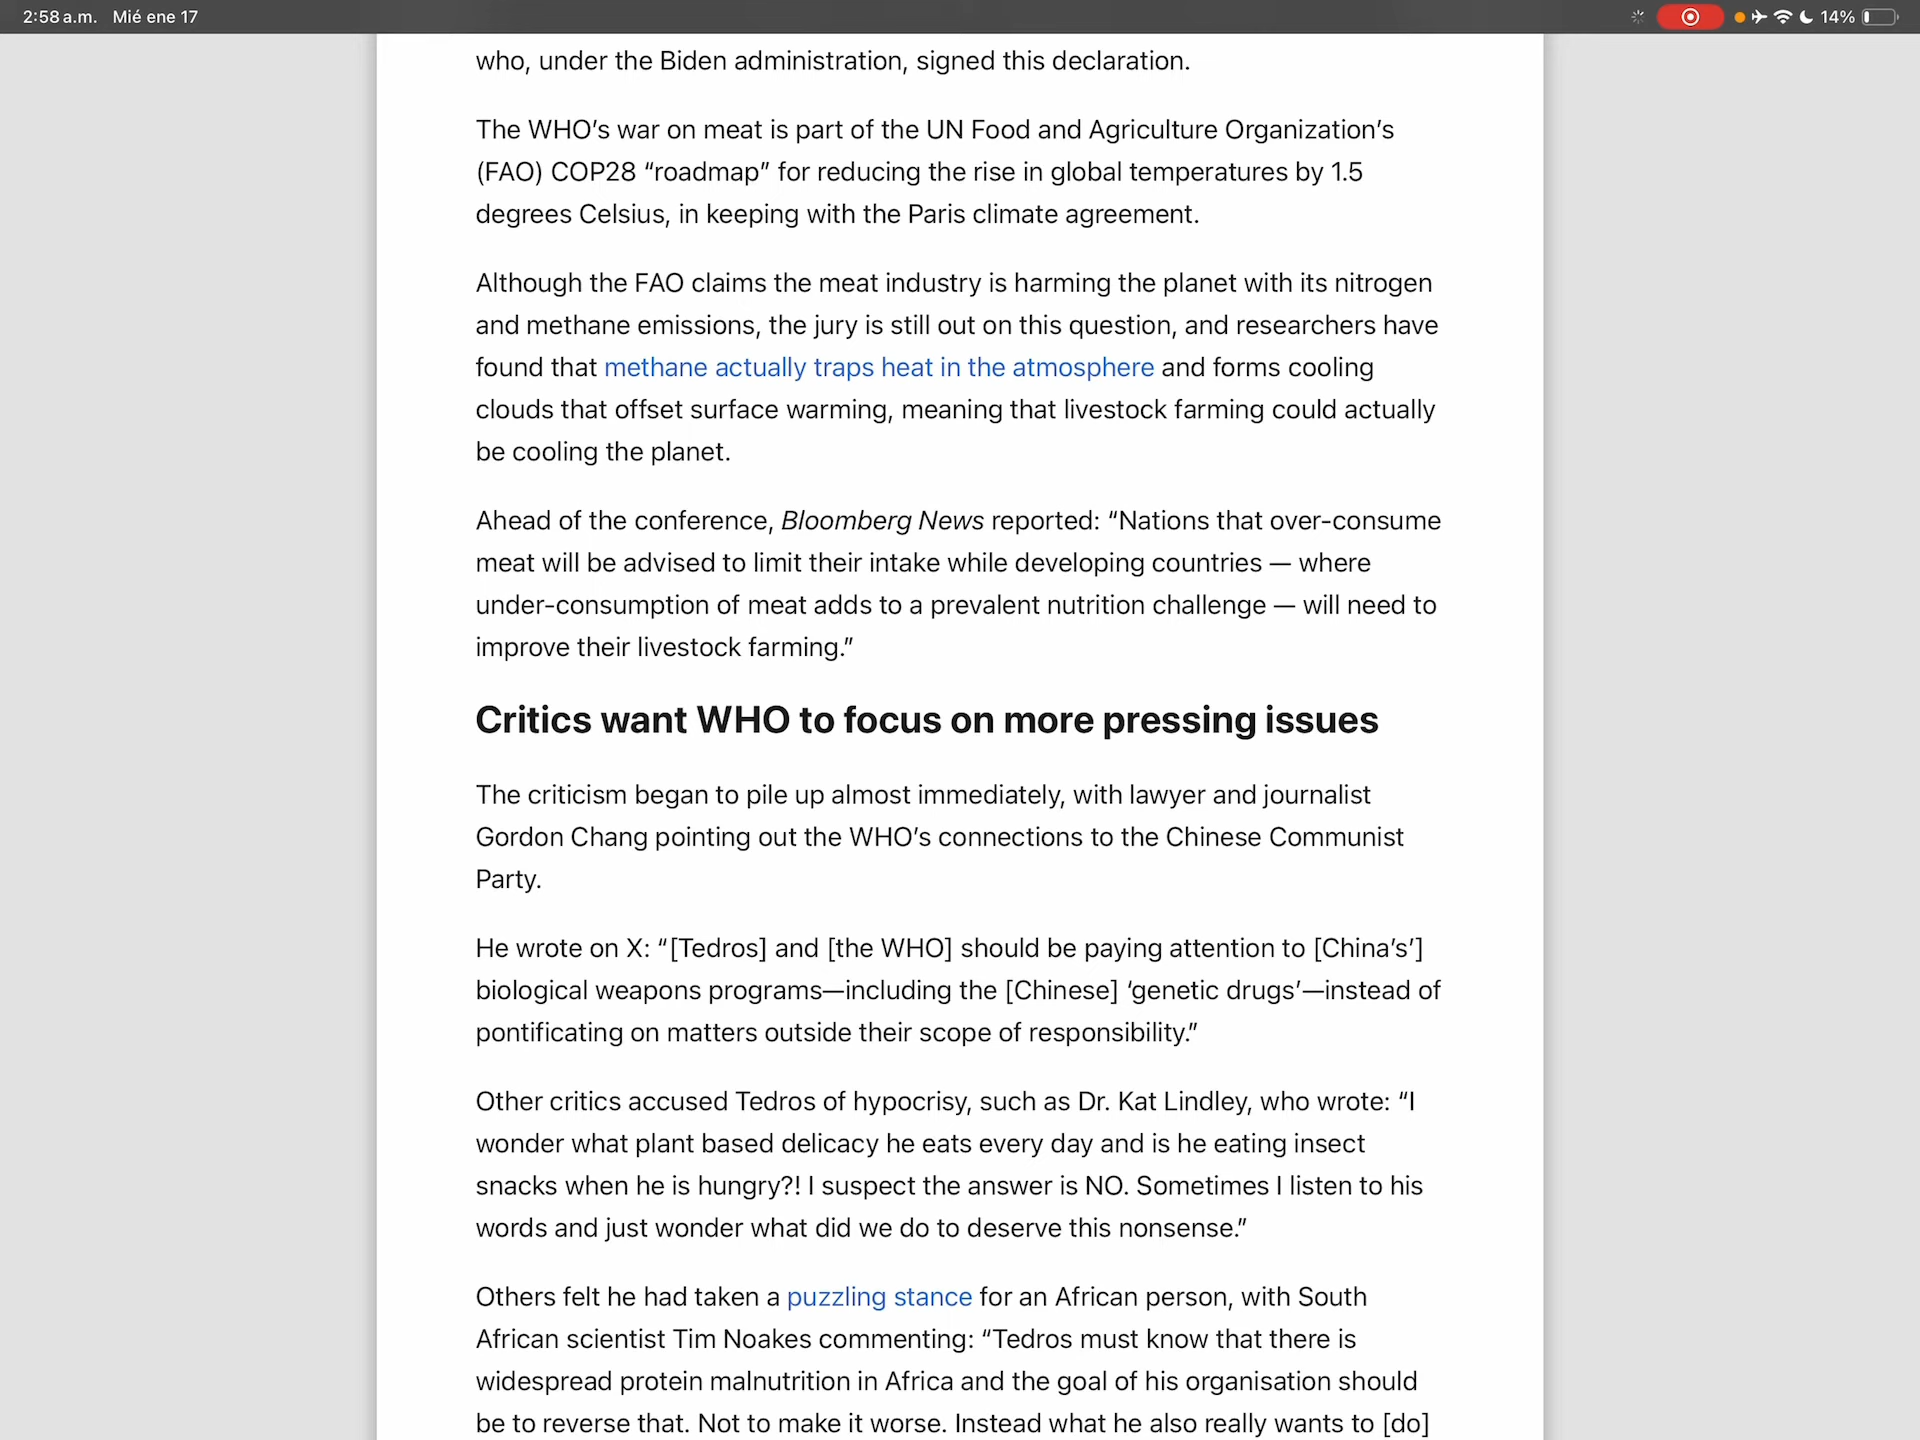 2:58 a.m. Mié ene 17
14%
who, under the Biden administration, signed this declaration.
The WHO’s war on meat is part of the UN Food and Agriculture Organization’s
(FAO) COP28 “roadmap” for reducing the rise in global temperatures by 1.5
degrees Celsius, in keeping with the Paris climate agreement.
Although the FAO claims the meat industry is harming the planet with its nitrogen
and methane emissions, the jury is still out on this question, and researchers have
found that methane actually traps heat in the atmosphere and forms cooling
clouds that offset surface warming, meaning that livestock farming could actually
be cooling the planet.
Ahead of the conference, Bloomberg News reported: “Nations that over-consume
meat will be advised to limit their intake while developing countries — where
under-consumption of meat adds to a prevalent nutrition challenge — will need to
improve their livestock farming.”
Critics want WHO to focus on more pressing issues
The criticism began to pile up almost immediately, with lawyer and journalist
Gordon Chang pointing out the WHO’s connections to the Chinese Communist
Party.
He wrote on X: “[Tedros] and [the WHO] should be paying attention to [China’s’]
biological weapons programs—including the [Chinese] ‘genetic drugs’—instead of
pontificating on matters outside their scope of responsibility.”
Other critics accused Tedros of hypocrisy, such as Dr. Kat Lindley, who wrote: “I
wonder what plant based delicacy he eats every day and is he eating insect
snacks when he is hungry?! I suspect the answer is NO. Sometimes I listen to his
words and just wonder what did we do to deserve this nonsense.”
Others felt he had taken a puzzling stance for an African person, with South
African scientist Tim Noakes commenting: “Tedros must know that there is
widespread protein malnutrition in Africa and the goal of his organisation should
be to reverse that. Not to make it worse. Instead what he also really wants to [do]